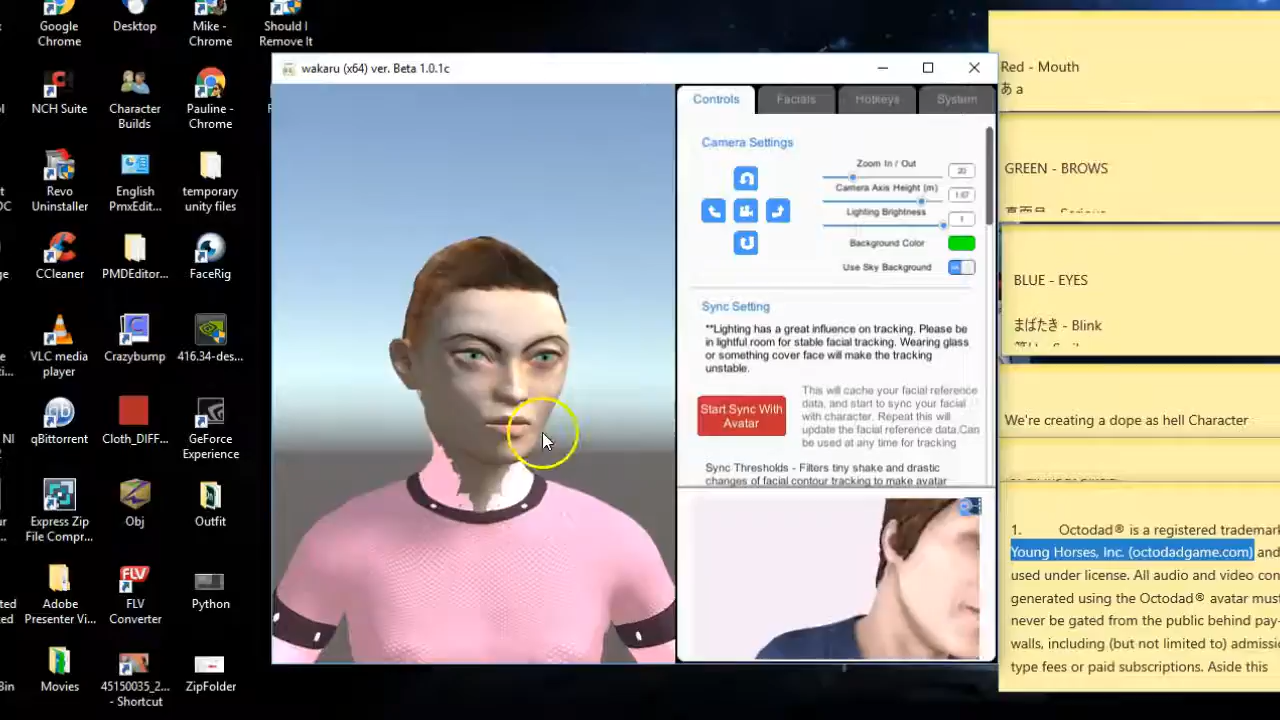 Google
Chrome
Desktop
Mike -
Chrome
Should I
Remove It
NCH Suite
Character
Builds
Pauline -
Chrome
Revo
Uninstaller
English
PmxEdit...
temporary
unity files
CCleaner
PMDEditor...
FaceRig
VLC media
player
Crazybump
416.34-des...
qBittorrent
Cloth_DIFF...
GeForce
Experience
Express Zip
File Compr...
Obj
Outfit
Adobe
Presenter Vi...
FLV
FLV
Converter
Python
Movies
45150035_2...
- Shortcut
ZipFolder
wakaru (x64) ver. Beta 1.0.1c
Controls
Facials
Hotkeys
System
Camera Settings
Zoom In / Out
20
Camera Axis Height (m)
Lighting Brightness
1
Background Color
Use Sky Background
Sync Setting
**Lighting has a great influence on tracking. Please be
in lightful room for stable facial tracking. Wearing glass
or something cover face will make the tracking
unstable.
Start Sync With
Avatar
This will cache your facial reference
data, and start to sync your facial
with character. Repeat this will
update the facial reference data.Can
be used at any time for tracking
Sync Thresholds - Filters tiny shake and drastic
changes of facial contour tracking to make avatar
Red - Mouth
あ a
GREEN - BROWS
BLUE - EYES
まばたき - Blink
We're creating a dope as hell Character
1. Octodad® is a registered trademark
Young Horses, Inc. (octodadgame.com) and
used under license. All audio and video con
generated using the Octodad® avatar must
never be gated from the public behind pay-
walls, including (but not limited to) admissi
type fees or paid subscriptions. Aside this